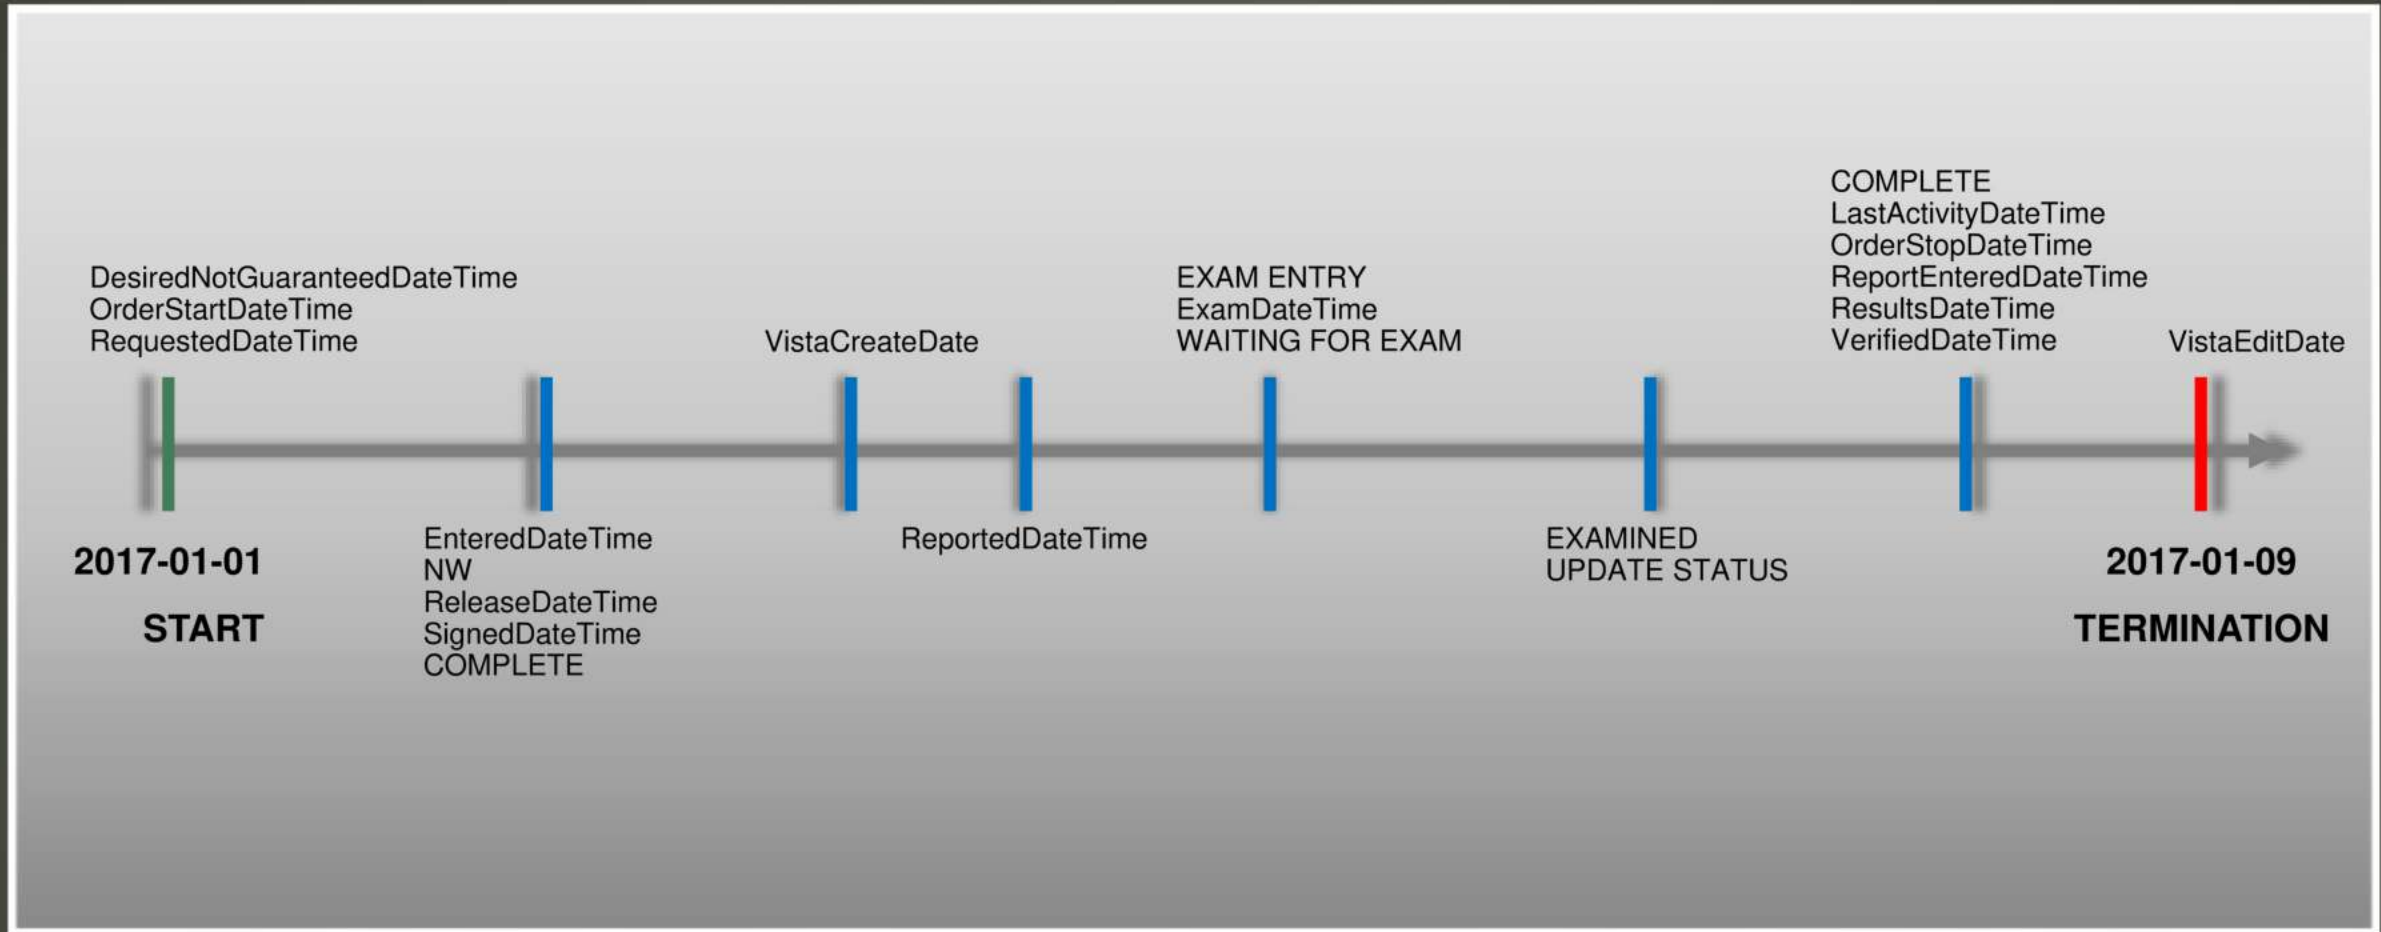 DesiredNotGuaranteedDateTime
OrderStartDateTime
RequestedDateTime
2017-01-01
START
EnteredDateTime
NW
ReleaseDateTime
SignedDateTime
COMPLETE
VistaCreateDate
ReportedDateTime
EXAM ENTRY
ExamDateTime
WAITING FOR EXAM
EXAMINED
UPDATE STATUS
COMPLETE
LastActivityDateTime
OrderStopDateTime
ReportEnteredDateTime
ResultsDateTime
VerifiedDateTime
VistaEditDate
2017-01-09
TERMINATION